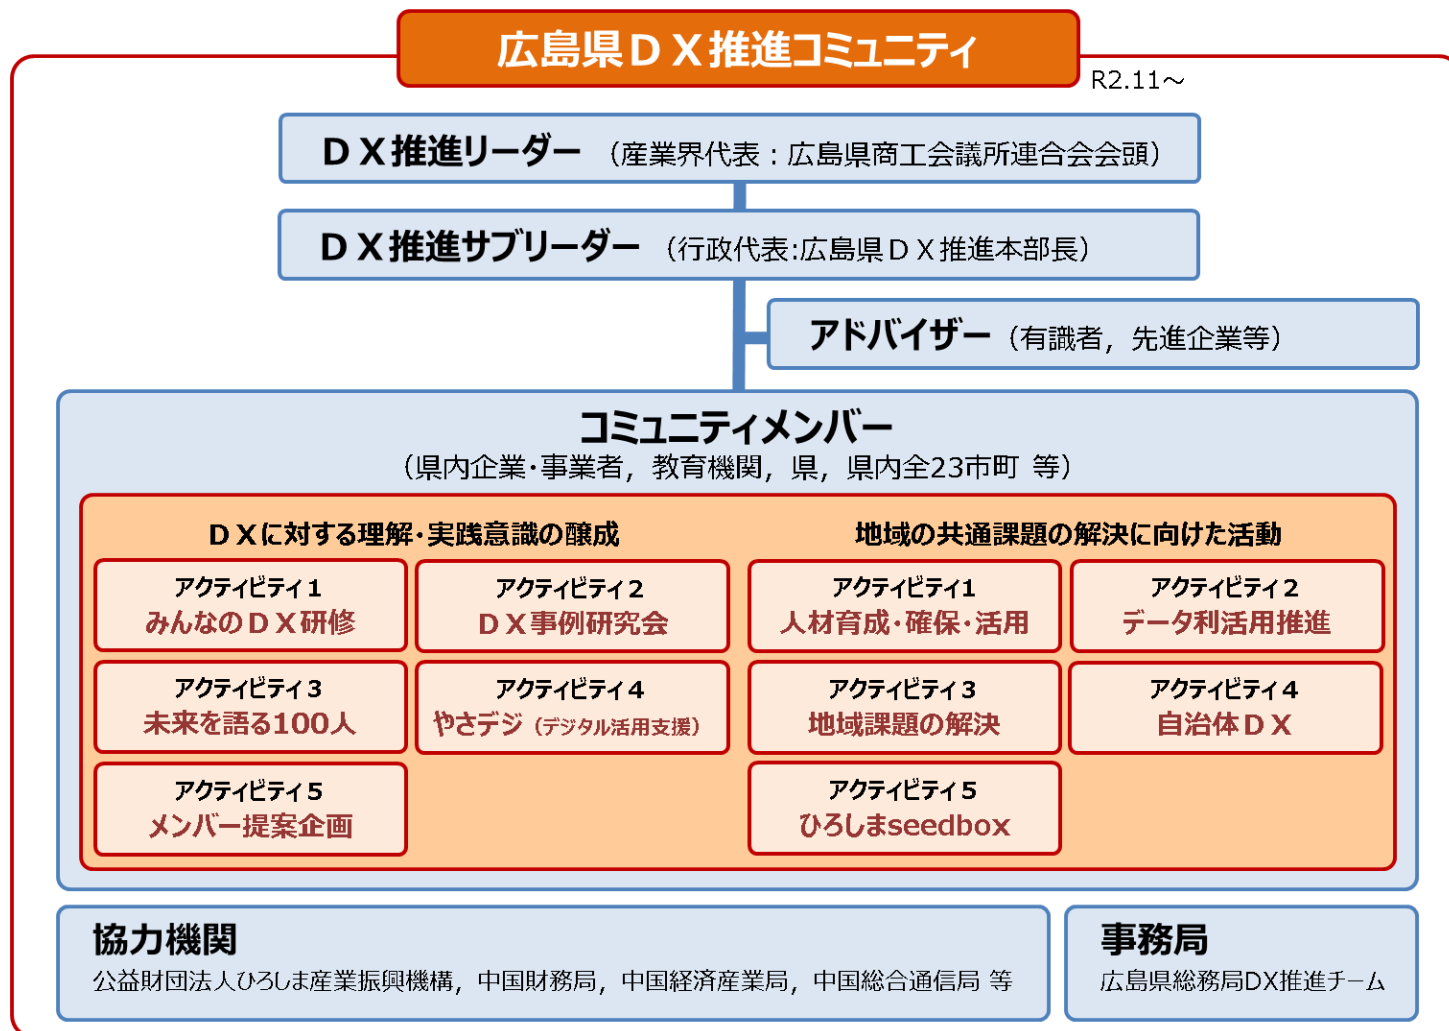 広島県ＤＸ推進コミュニティ
R2.11～
ＤＸ推進リーダー （産業界代表：広島県商工会議所連合会会頭）
ＤＸ推進サブリーダー （行政代表:広島県ＤＸ推進本部長）
アドバイザー（有識者，先進企業等）
コミュニティメンバー
（県内企業・事業者，教育機関，県，県内全23市町 等）
ＤＸに対する理解・実践意識の醸成
アクティビティ１
みんなのＤＸ研修
アクティビティ２
ＤＸ事例研究会
アクティビティ３
未来を語る100人
アクティビティ４
やさデジ（デジタル活用支援）
アクティビティ５
メンバー提案企画
地域の共通課題の解決に向けた活動
アクティビティ1
人材育成・確保・活用
アクティビティ２
データ利活用推進
アクティビティ３
地域課題の解決
アクティビティ４
自治体ＤＸ
アクティビティ５
ひろしまseedbox
協力機関
公益財団法人ひろしま産業振興機構，中国財務局，中国経済産業局，中国総合通信局 等
事務局
広島県総務局DX推進チーム